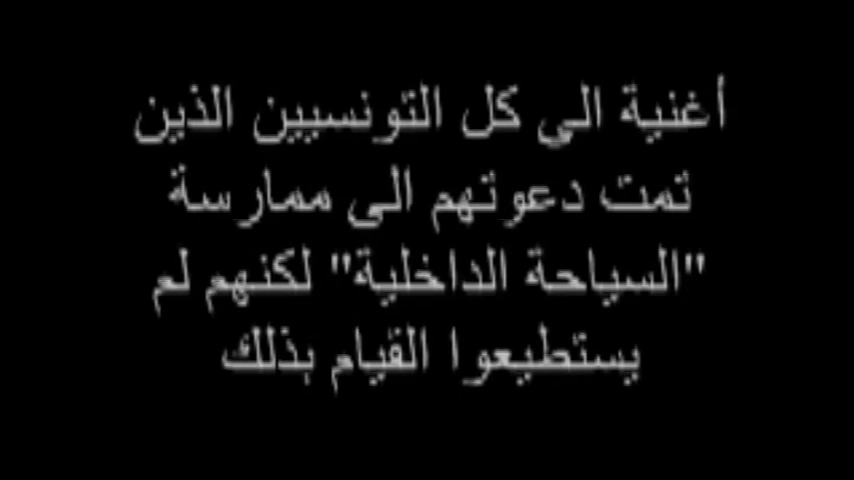 أغنية الى كل التونسيين الذين
تمت دعوتهم الى ممارسة
"السياحة الداخلية" لكنهم لم
يستطيعوا القيام بذلك